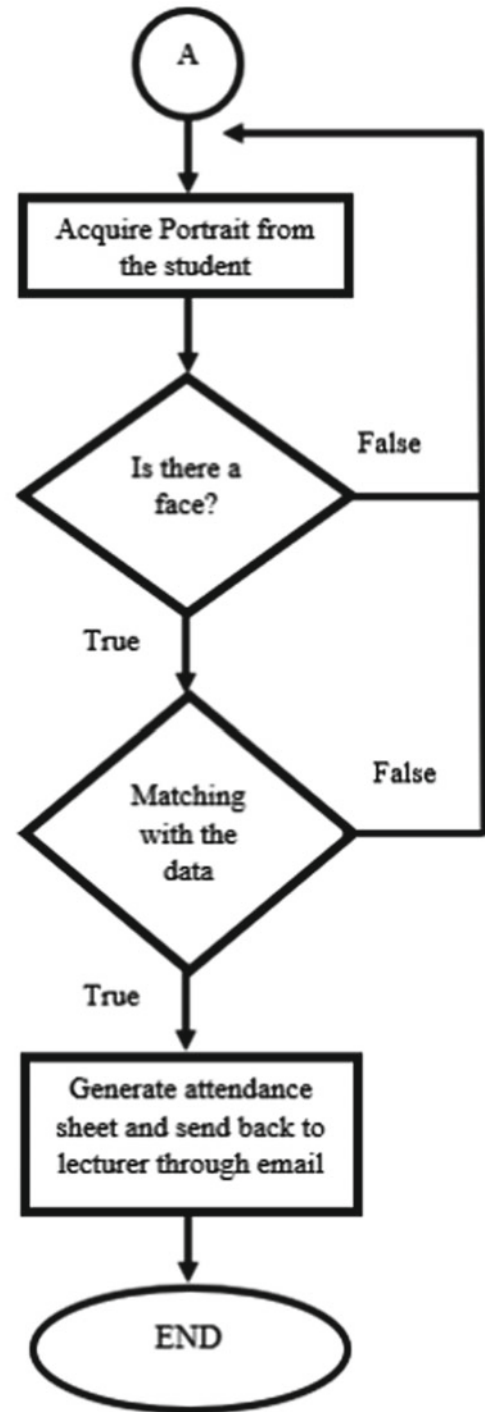 A
Acquire Portrait from
the student
Is there a
face?
False
True
Matching
with the
data
False
True
Generate attendance
sheet and send back to
lecturer through email
END